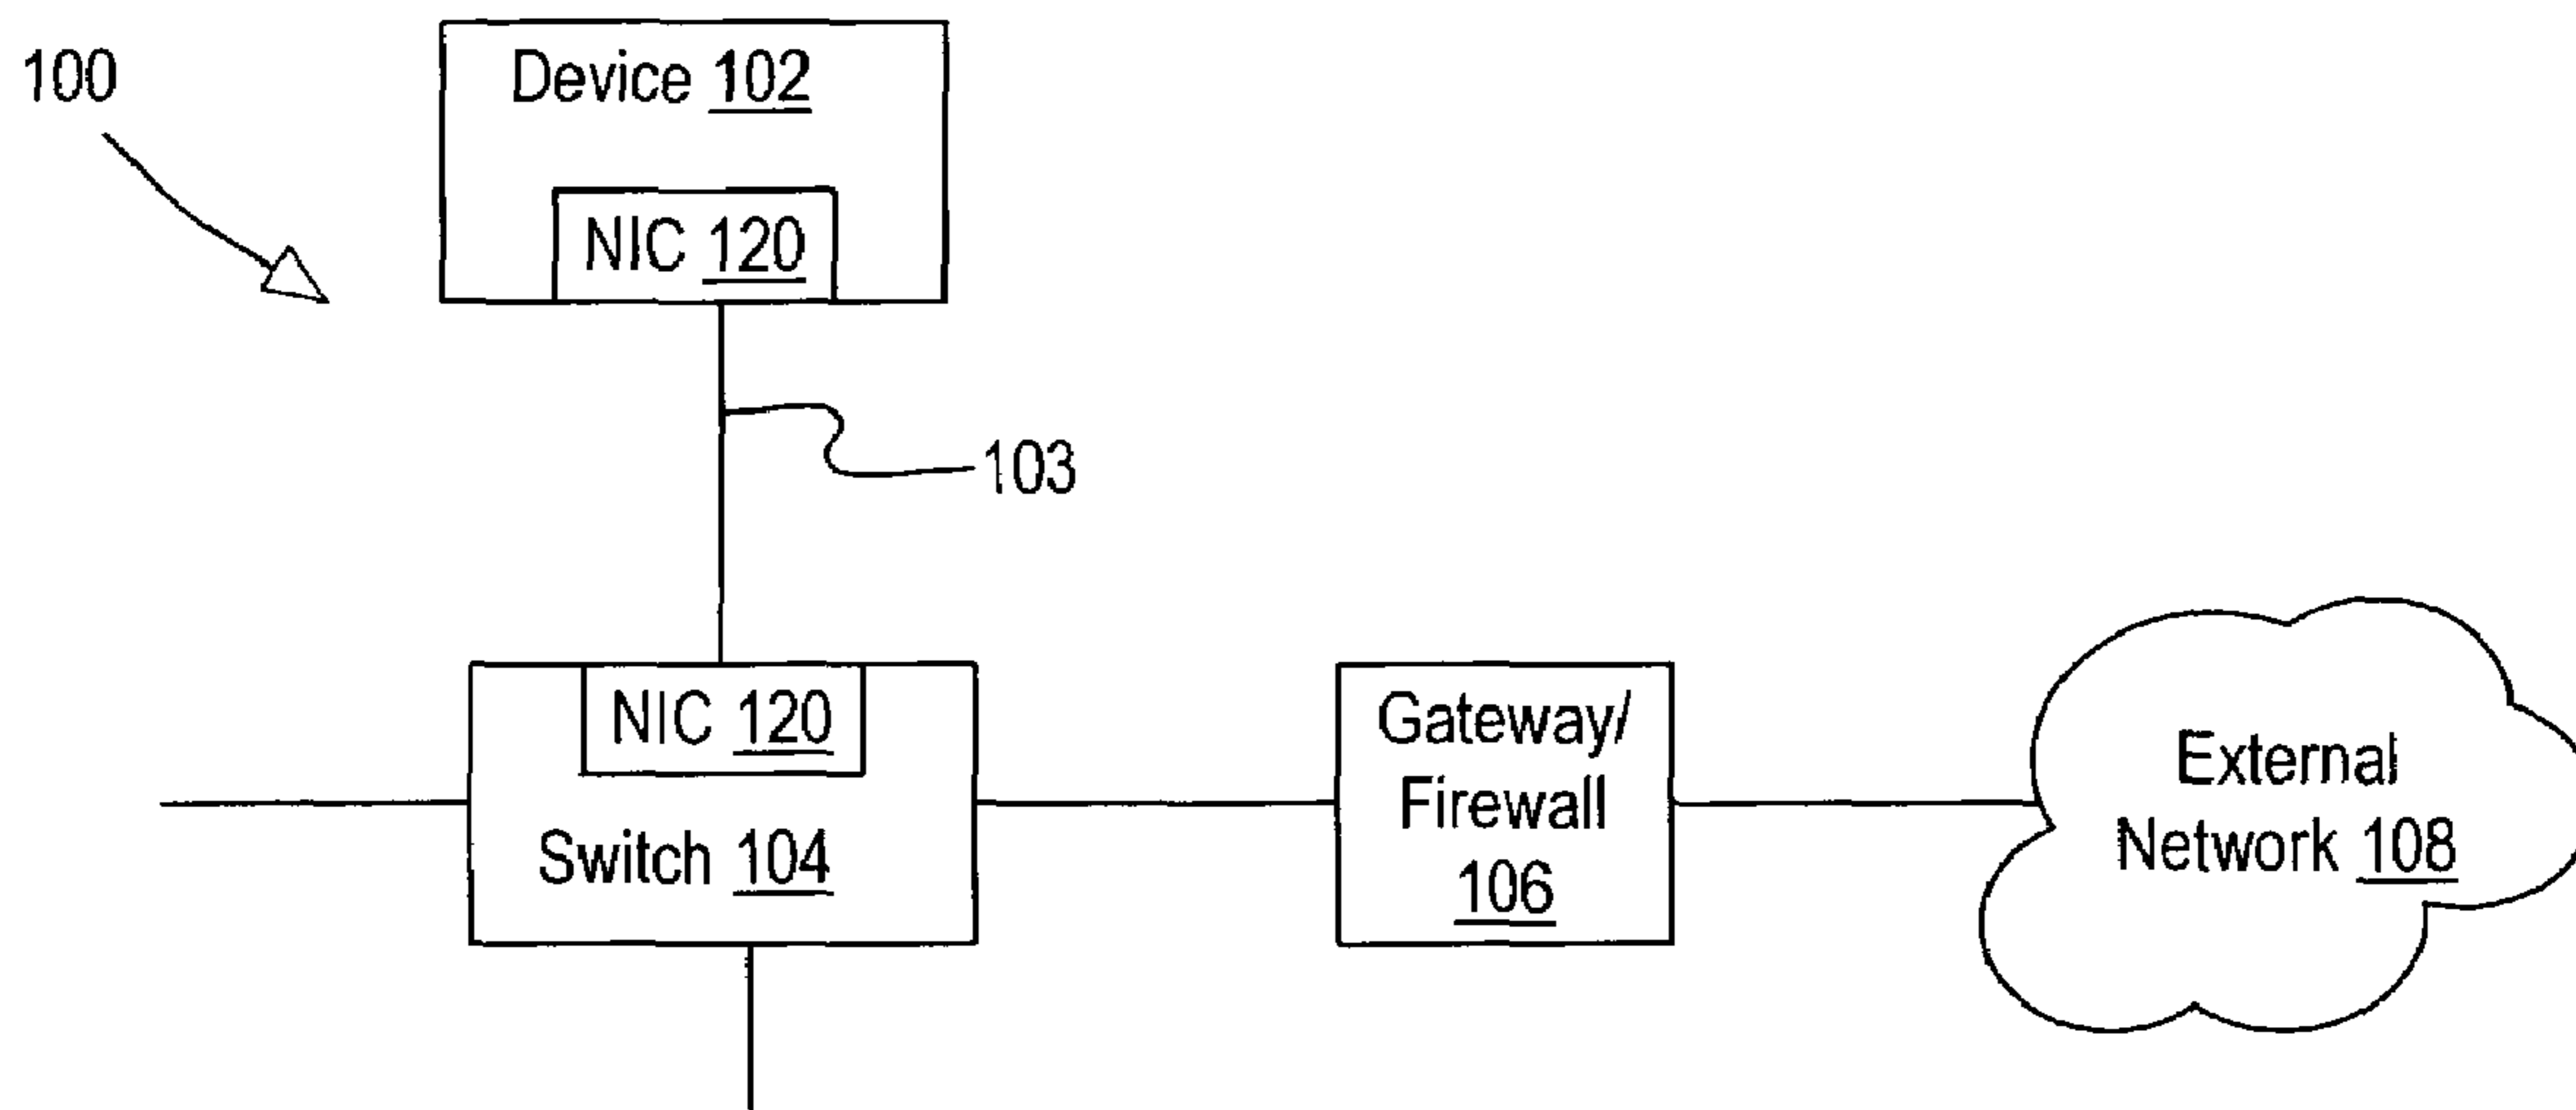 100
Device 102
NIC 120
103
NIC 120
Switch 104
Gateway/
Firewall
106
External
Network 108